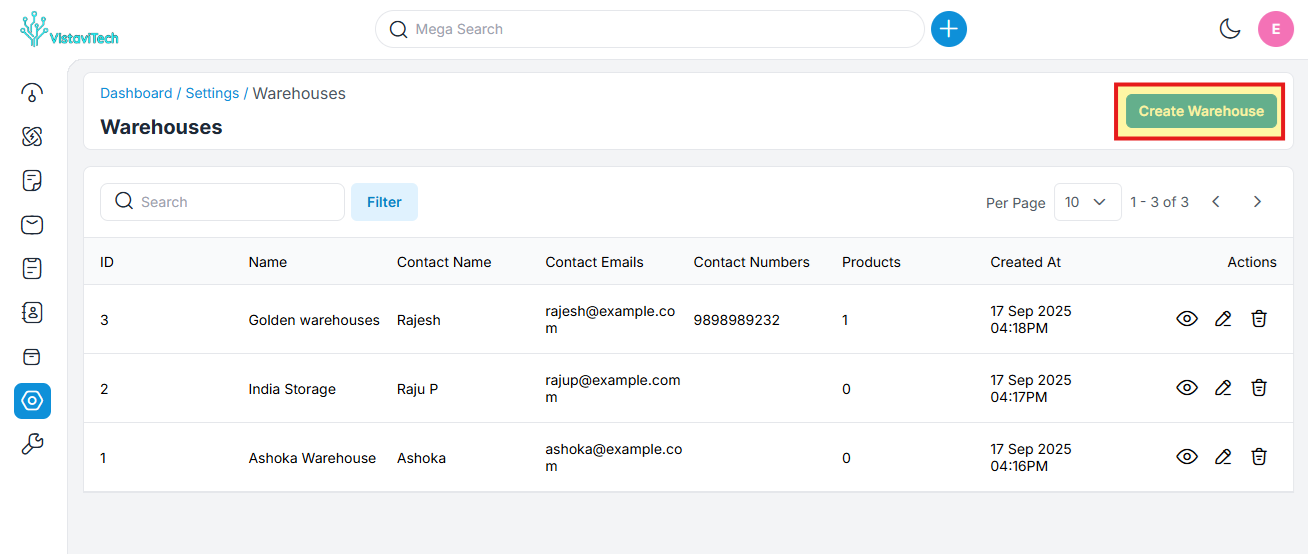 VistaviTech
Mega Search
E
Dashboard / Settings / Warehouses
Warehouses
Create Warehouse
Search
Filter
Per Page 10 1 - 3 of 3
ID Name Contact Name Contact Emails Contact Numbers Products Created At Actions
3 Golden warehouses Rajesh rajesh@example.co 9898989232 1 17 Sep 2025
m 04:18PM
2 India Storage Raju P rajup@example.com 0 17 Sep 2025
m 04:17PM
1 Ashoka Warehouse Ashoka ashoka@example.co 0 17 Sep 2025
m 04:16PM